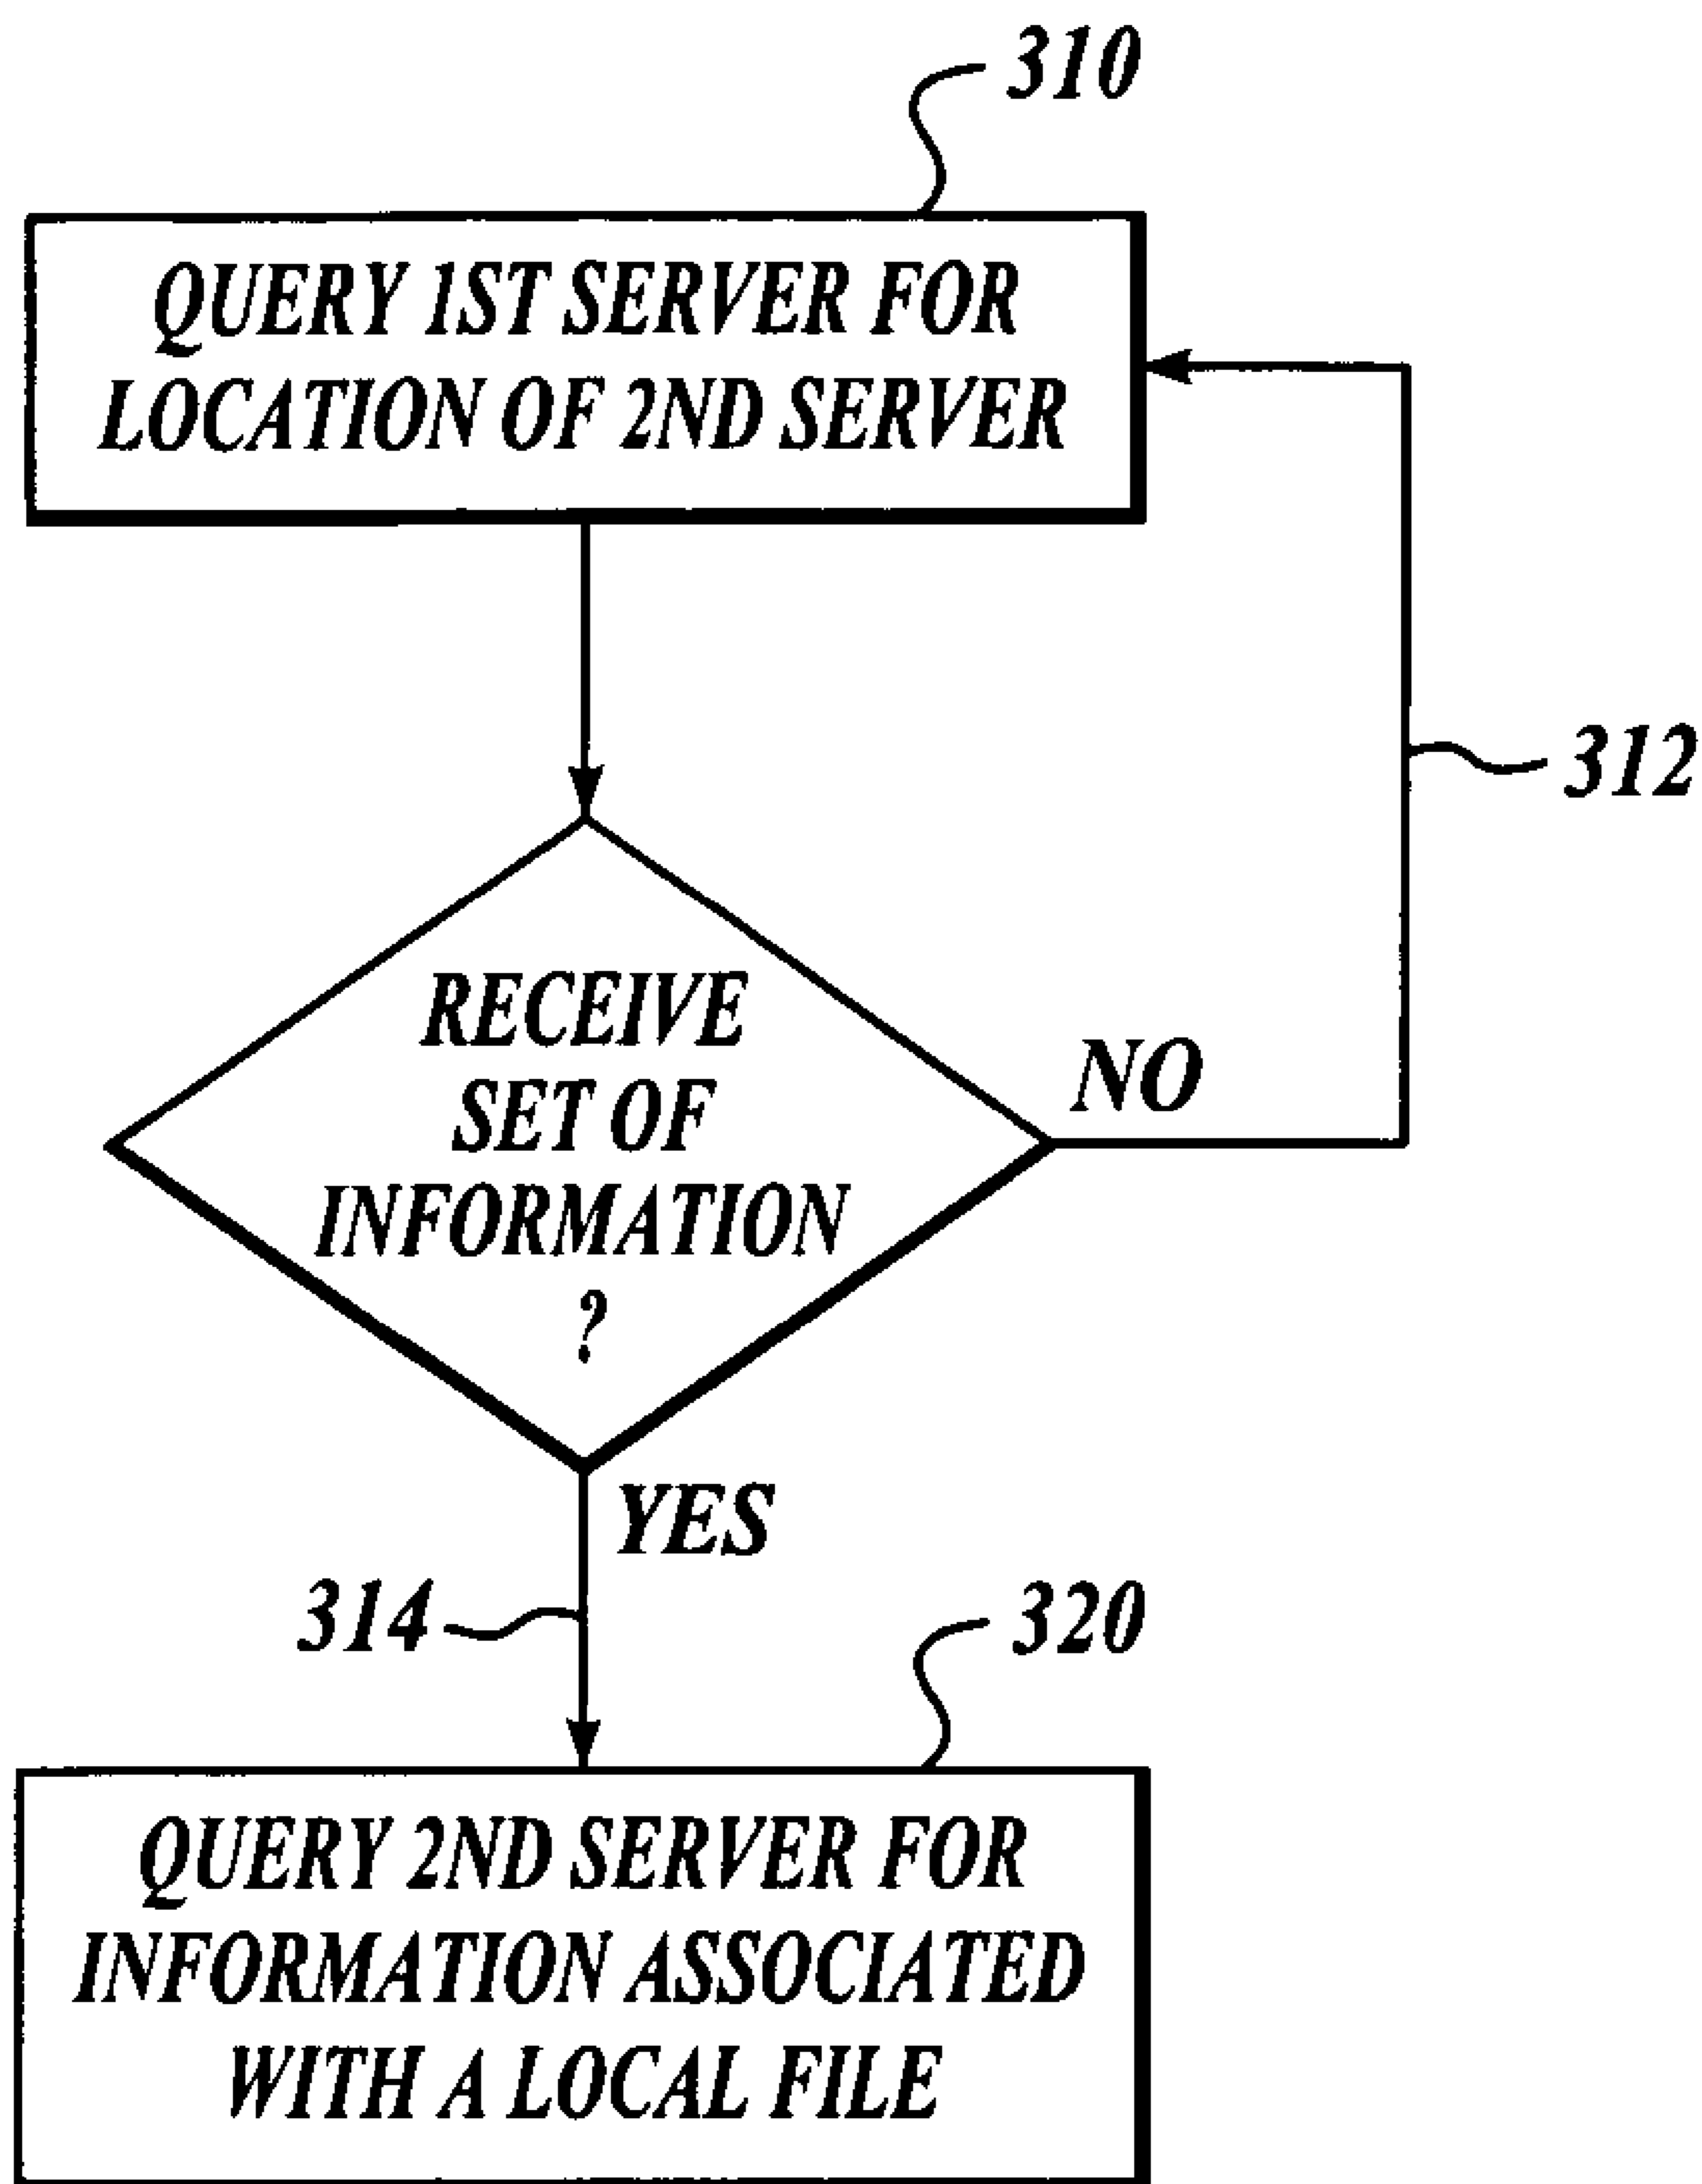 310
QUERY 1ST SERVER FOR
LOCATION OF 2ND SERVER
312
RECEIVE
SET OF
INFORMATION
?
NO
YES
314
320
QUERY 2ND SERVER FOR
INFORMATION ASSOCIATED
WITH A LOCAL FILE